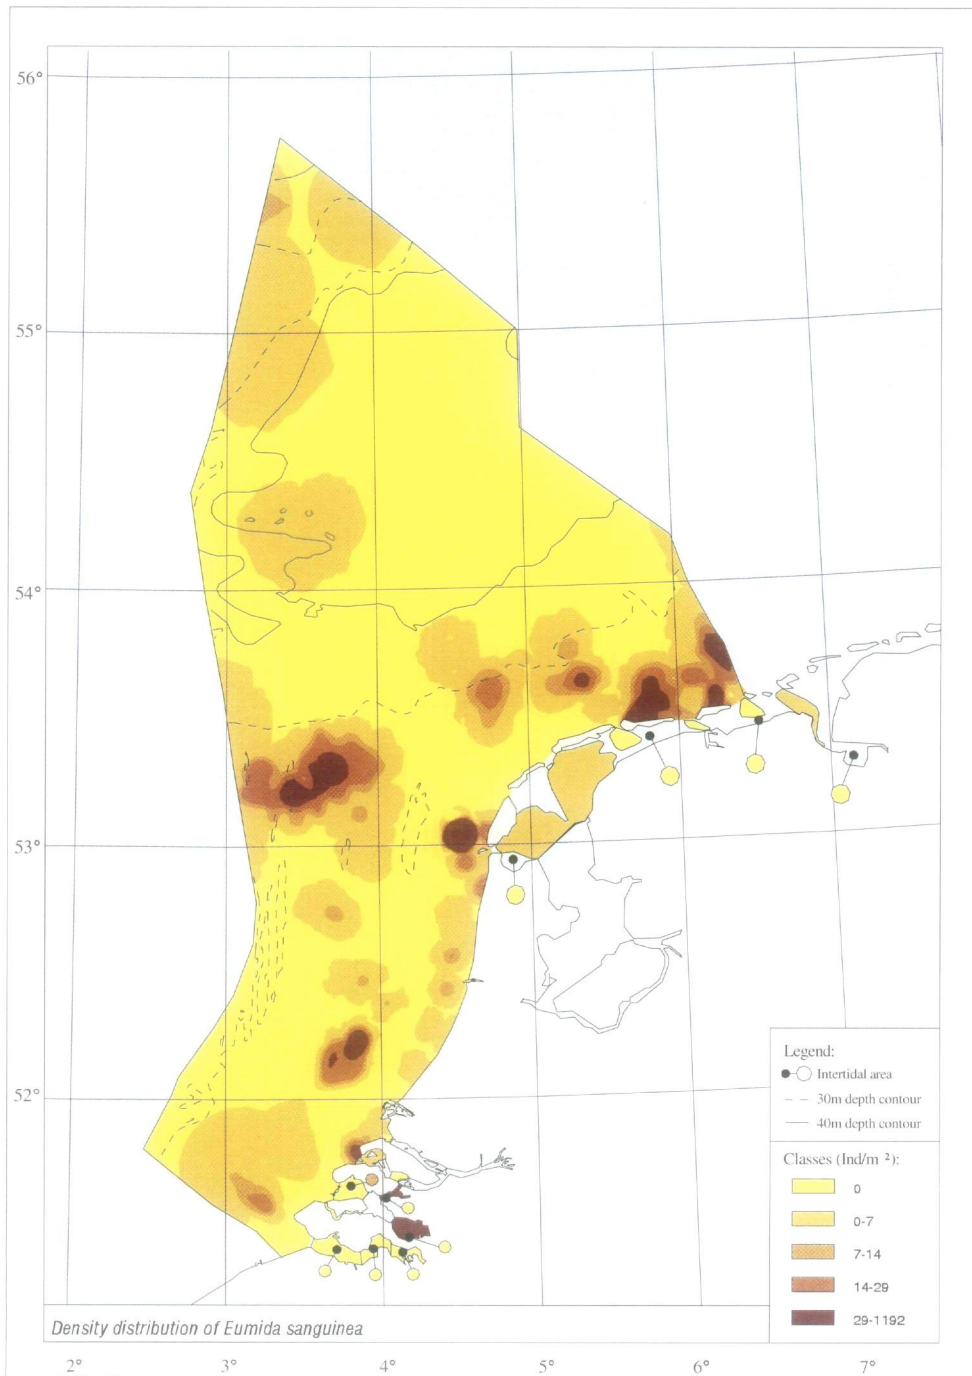 56°
55°
54°
53°
52°
Legend:
Intertidal area
30m depth contour
40m depth contour
Classes (Ind/m ²):
0
0-7
7-14
14-29
29-1192
Density distribution of Eumida sanguinea
2° 3° 4° 5° 6° 7°